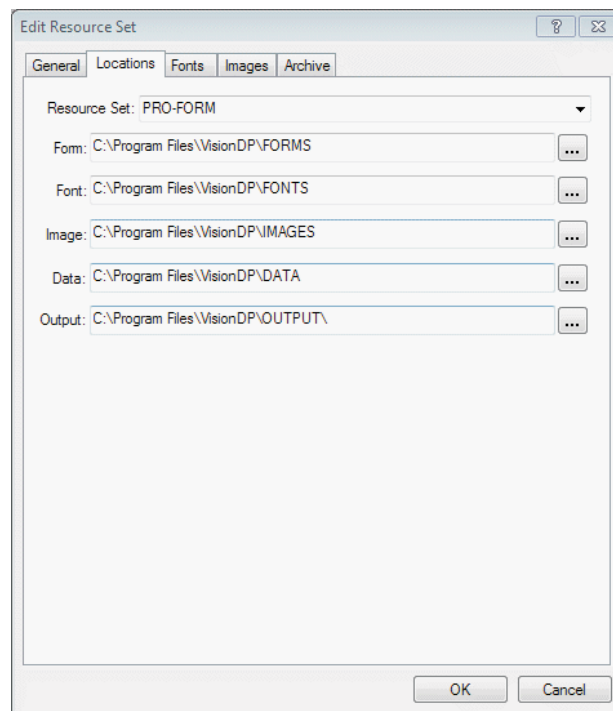 Edit Resource Set
General Locations Fonts Images Archive
Resource Set: PRO-FORM
Form: C:\Program Files\VisionDP\FORMS ...
Font: C:\Program Files\VisionDP\FONTS ...
Image: C:\Program Files\VisionDP\IMAGES ...
Data: C:\Program Files\VisionDP\DATA ...
Output: C:\Program Files\VisionDP\OUTPUT\ ...
OK Cancel